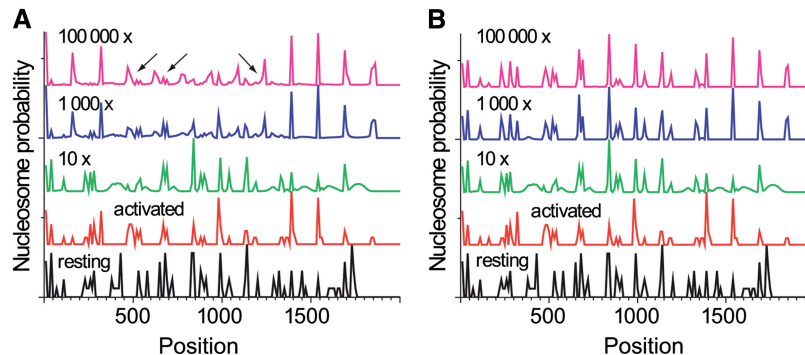 A
100 000 x
1 000 x
10 x
activated
resting
Nucleosome probability
500
1000
1500
Position
B
100 000 x
1 000 x
10 x
activated
resting
Nucleosome probability
500
1000
1500
Position